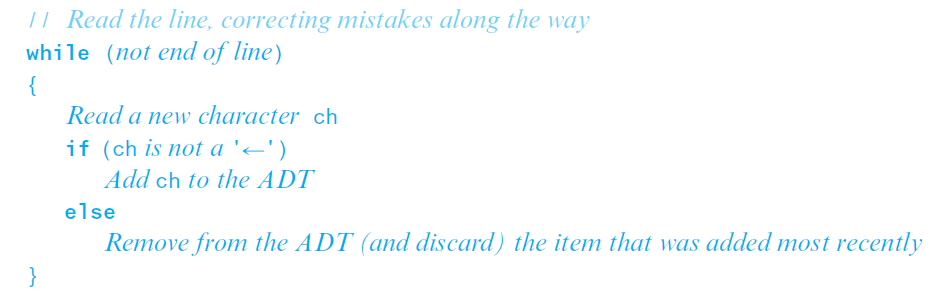 // Read the line, correcting mistakes along the way
while (not end of line)
{
Read a new character ch
if (ch is not a '←')
Add ch to the ADT
else
Remove from the ADT (and discard) the item that was added most recently
}